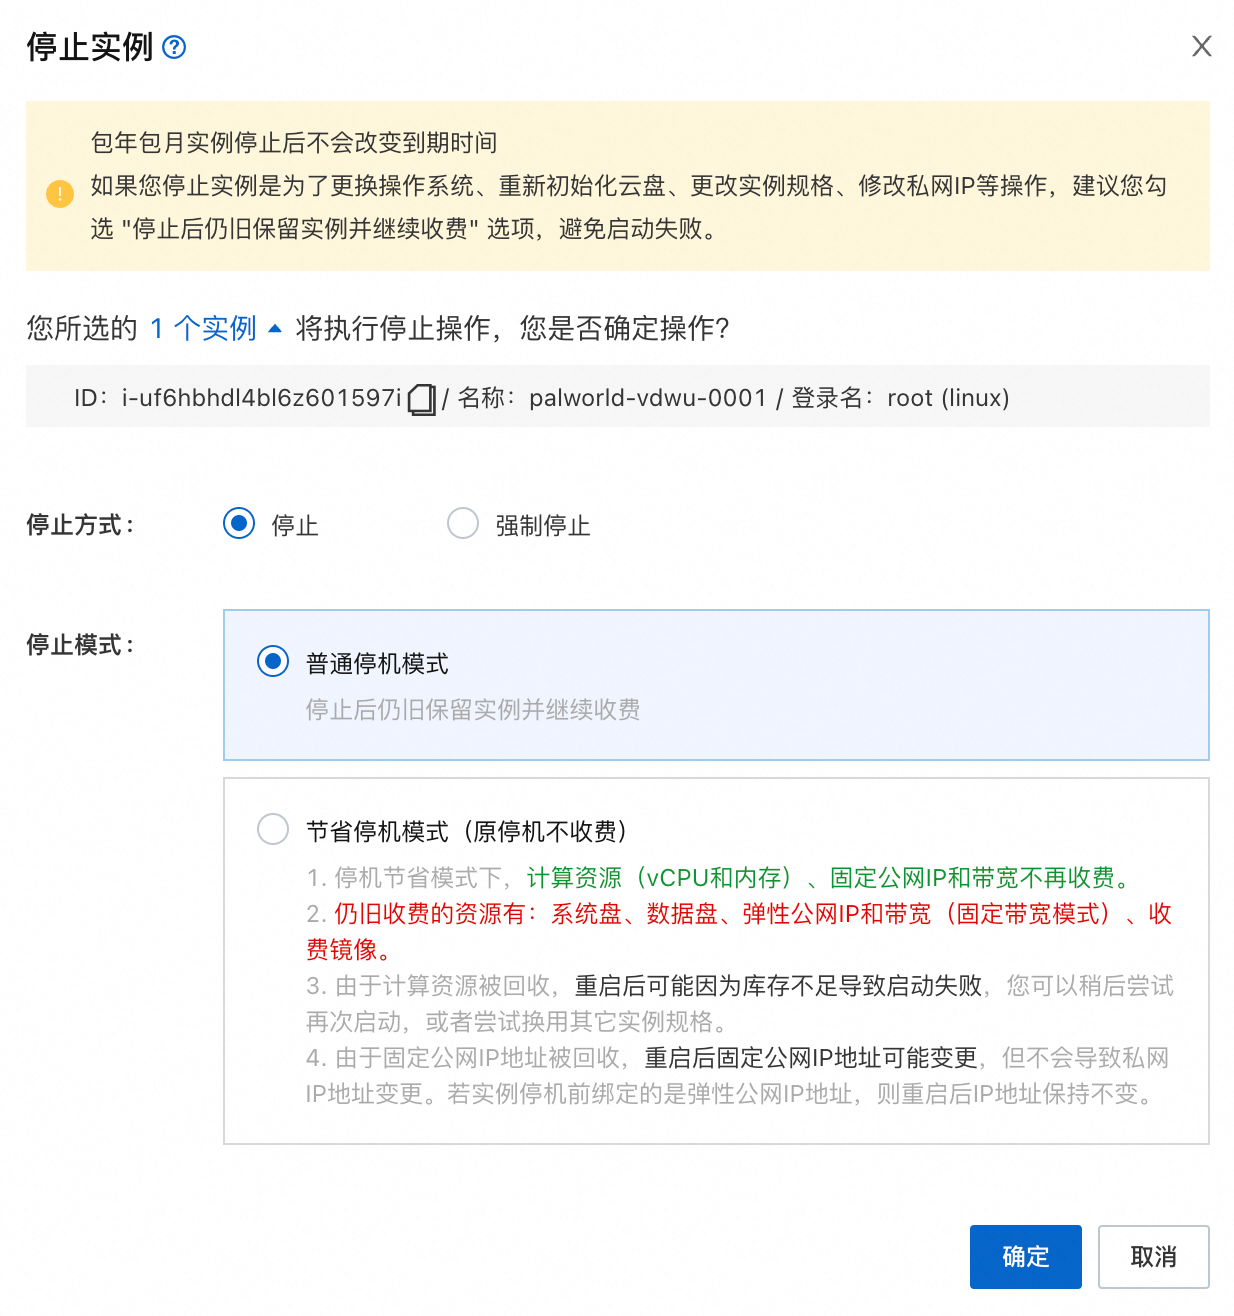 停止实例
包年包月实例停止后不会改变到期时间
如果您停止实例是为了更换操作系统、重新初始化云盘、更改实例规格、修改私网IP等操作，建议您勾
选 "停止后仍旧保留实例并继续收费" 选项，避免启动失败。
您所选的 1 个实例 将执行停止操作，您是否确定操作?
ID：i-uf6hbhdl4bl6z601597i / 名称：palworld-vdwu-0001 / 登录名：root (linux)
停止方式： 停止 强制停止
停止模式： 普通停机模式
停止后仍旧保留实例并继续收费
节省停机模式（原停机不收费）
1. 停机节省模式下，计算资源（vCPU和内存）、固定公网IP和带宽不再收费。
2. 仍旧收费的资源有：系统盘、数据盘、弹性公网IP和带宽（固定带宽模式）、收
费镜像。
3. 由于计算资源被回收，重启后可能因为库存不足导致启动失败，您可以稍后尝试
再次启动，或者尝试换用其它实例规格。
4. 由于固定公网IP地址被回收，重启后固定公网IP地址可能变更，但不会导致私网
IP地址变更。若实例停机前绑定的是弹性公网IP地址，则重启后IP地址保持不变。
确定 取消